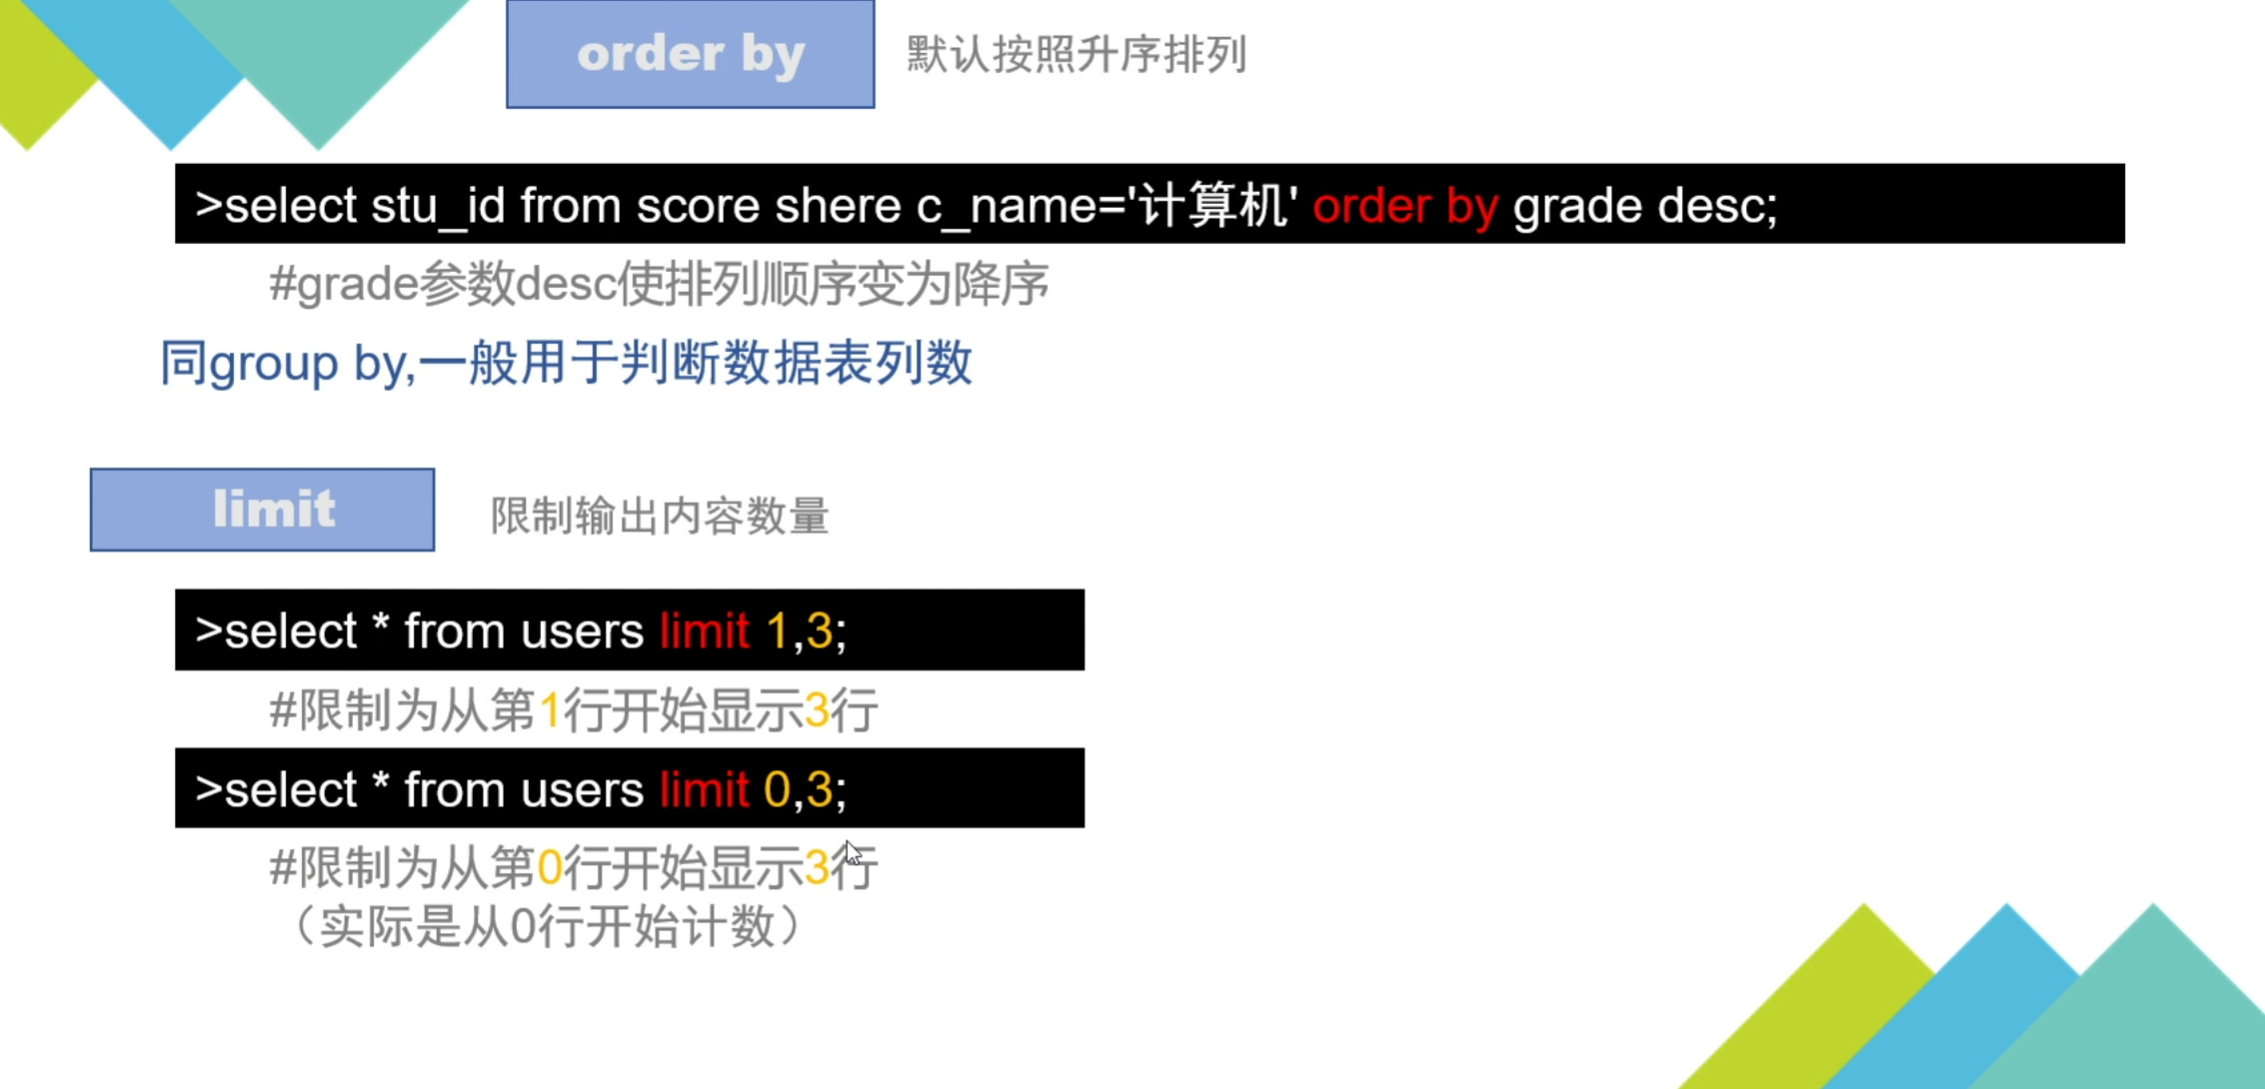 order by 默认按照升序排列
>select stu_id from score shere c_name='计算机' order by grade desc;
#grade参数desc使排列顺序变为降序
同group by,一般用于判断数据表列数
limit 限制输出内容数量
>select * from users limit 1,3;
#限制为从第1行开始显示3行
>select * from users limit 0,3;
#限制为从第0行开始显示3行
（实际是从0行开始计数）